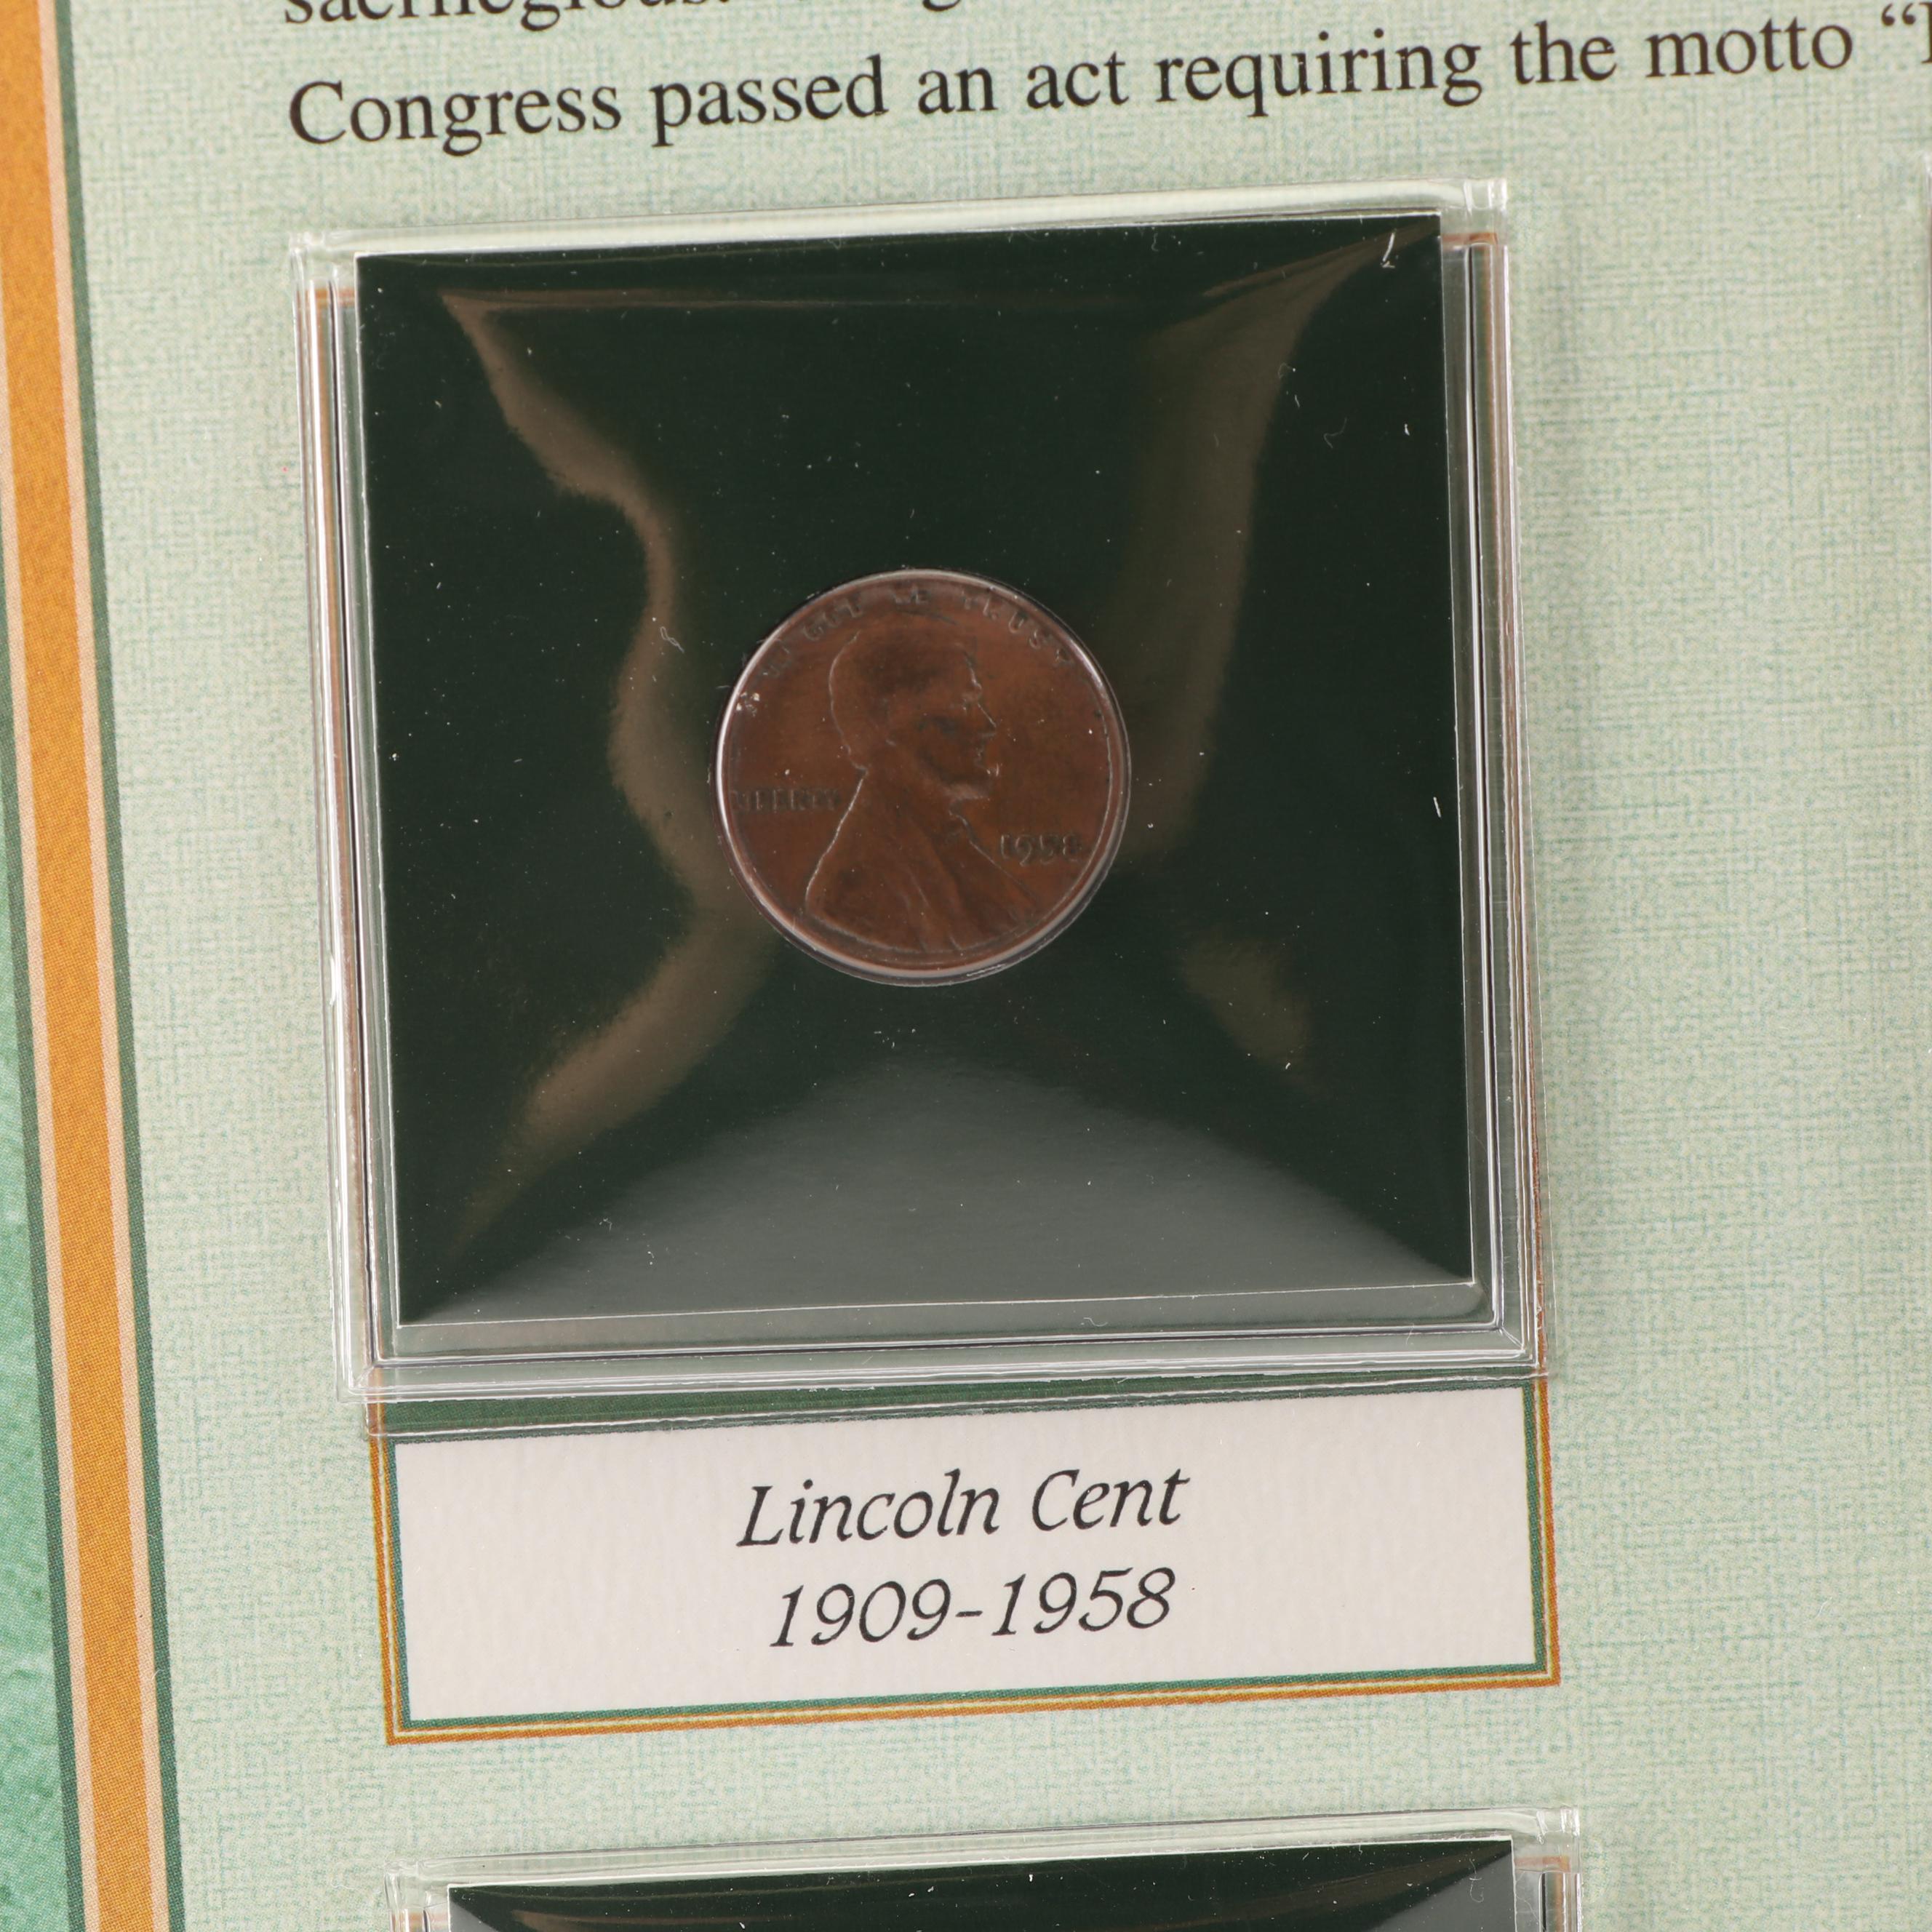 Congress passed an act requiring the motto “
IN GOD WE TRUST
LIBERTY
1958
Lincoln Cent
1909-1958